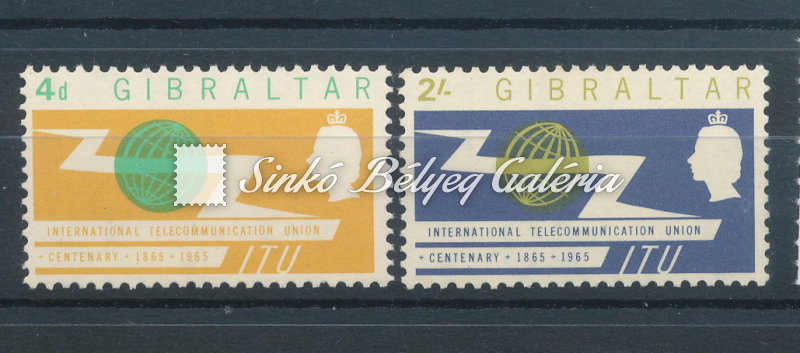 4d GIBRALTAR
INTERNATIONAL TELECOMMUNICATION UNION
+ CENTENARY + 1865 + 1965 ITU
2/- GIBRALTAR
INTERNATIONAL TELECOMMUNICATION UNION
+ CENTENARY + 1865 + 1965 ITU
Sinkó Bélyeg Galéria